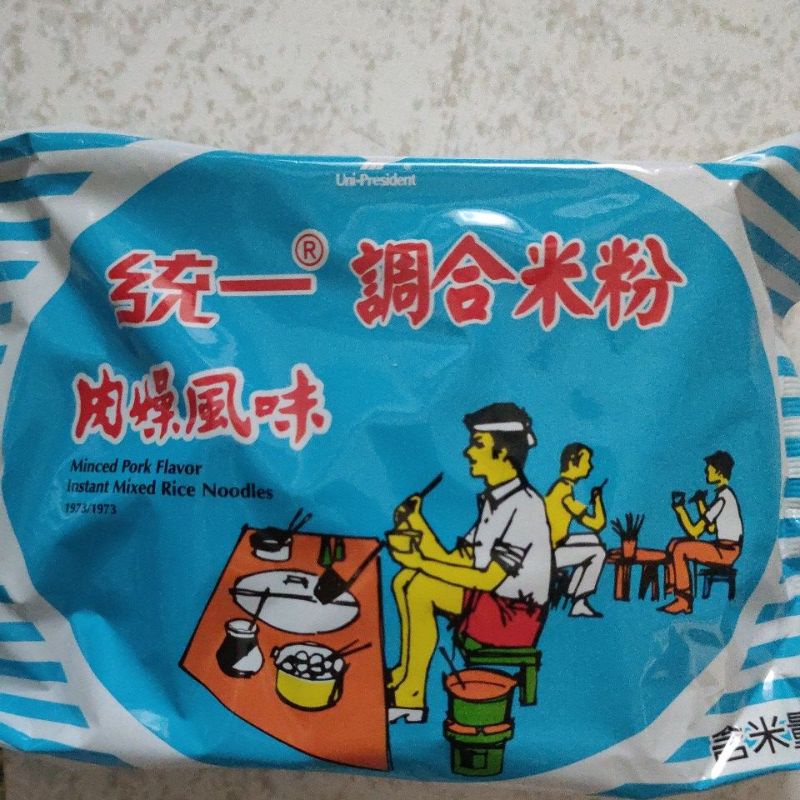 Uni-President
統一® 調合米粉
肉燥風味
Minced Pork Flavor
Instant Mixed Rice Noodles
1973/1973
含米量